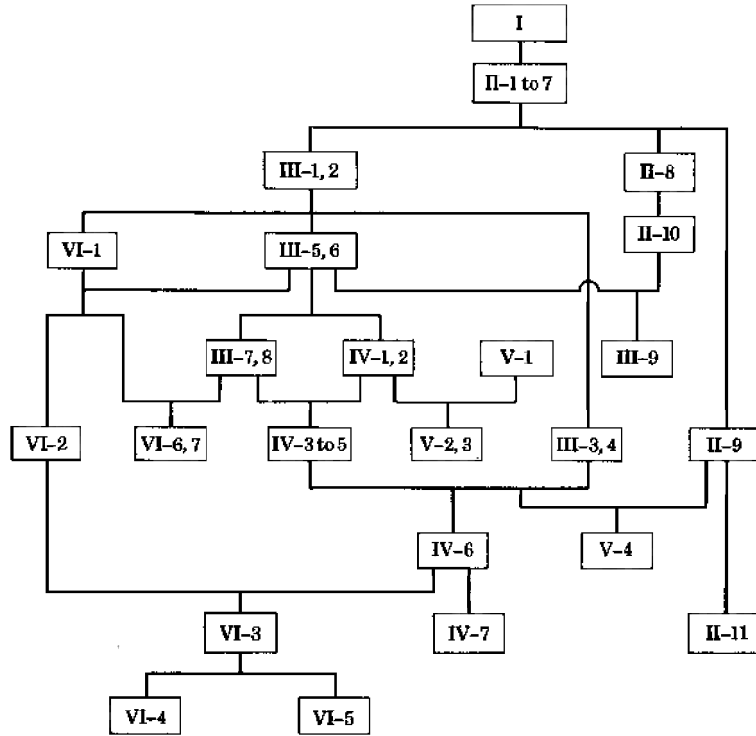 I
II-1 to 7
III-1, 2
II-8
VI-1
III-5, 6
II-10
III-7, 8
IV-1, 2
V-1
III-9
VI-2
VI-6, 7
IV-3 to 5
V-2, 3
III-3, 4
II-9
IV-6
V-4
VI-3
IV-7
II-11
VI-4
VI-5